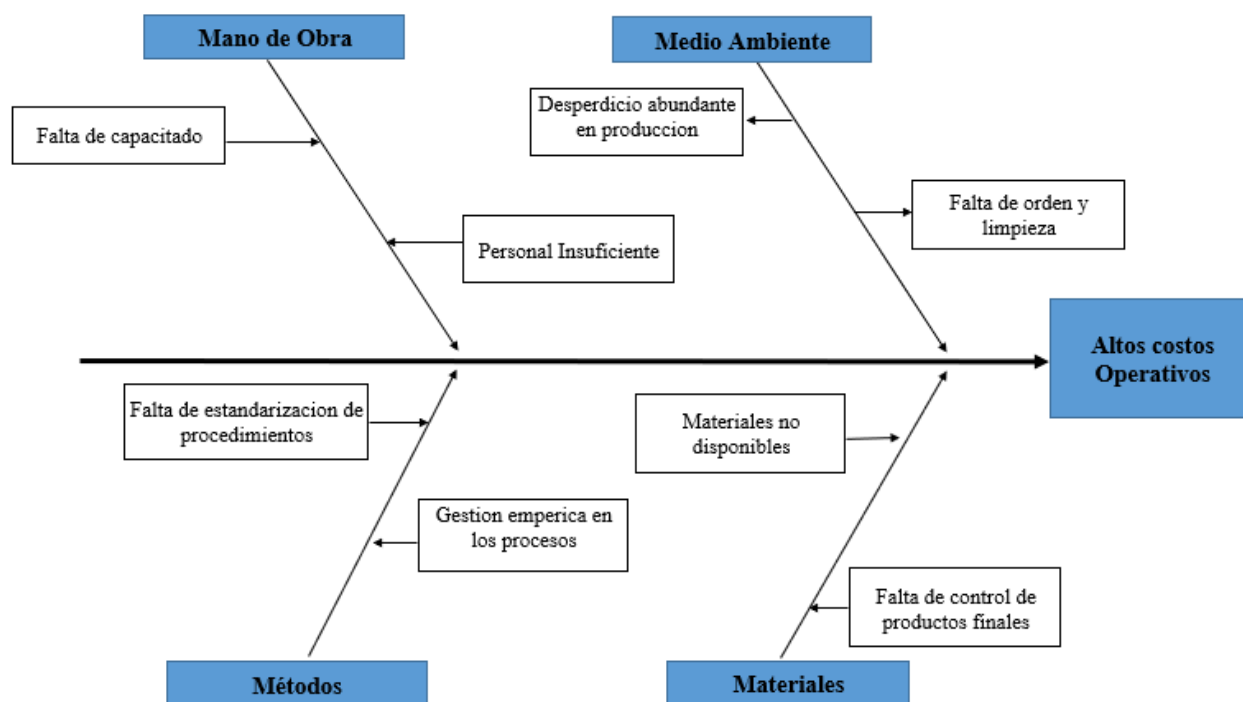 Mano de Obra
Medio Ambiente
Desperdicio abundante
en produccion
Falta de capacitado
Falta de orden y
limpieza
Personal Insuficiente
Altos costos
Operativos
Falta de estandarizacion de
procedimientos
Materiales no
disponibles
Gestion emperica en
los procesos
Falta de control de
productos finales
Métodos
Materiales